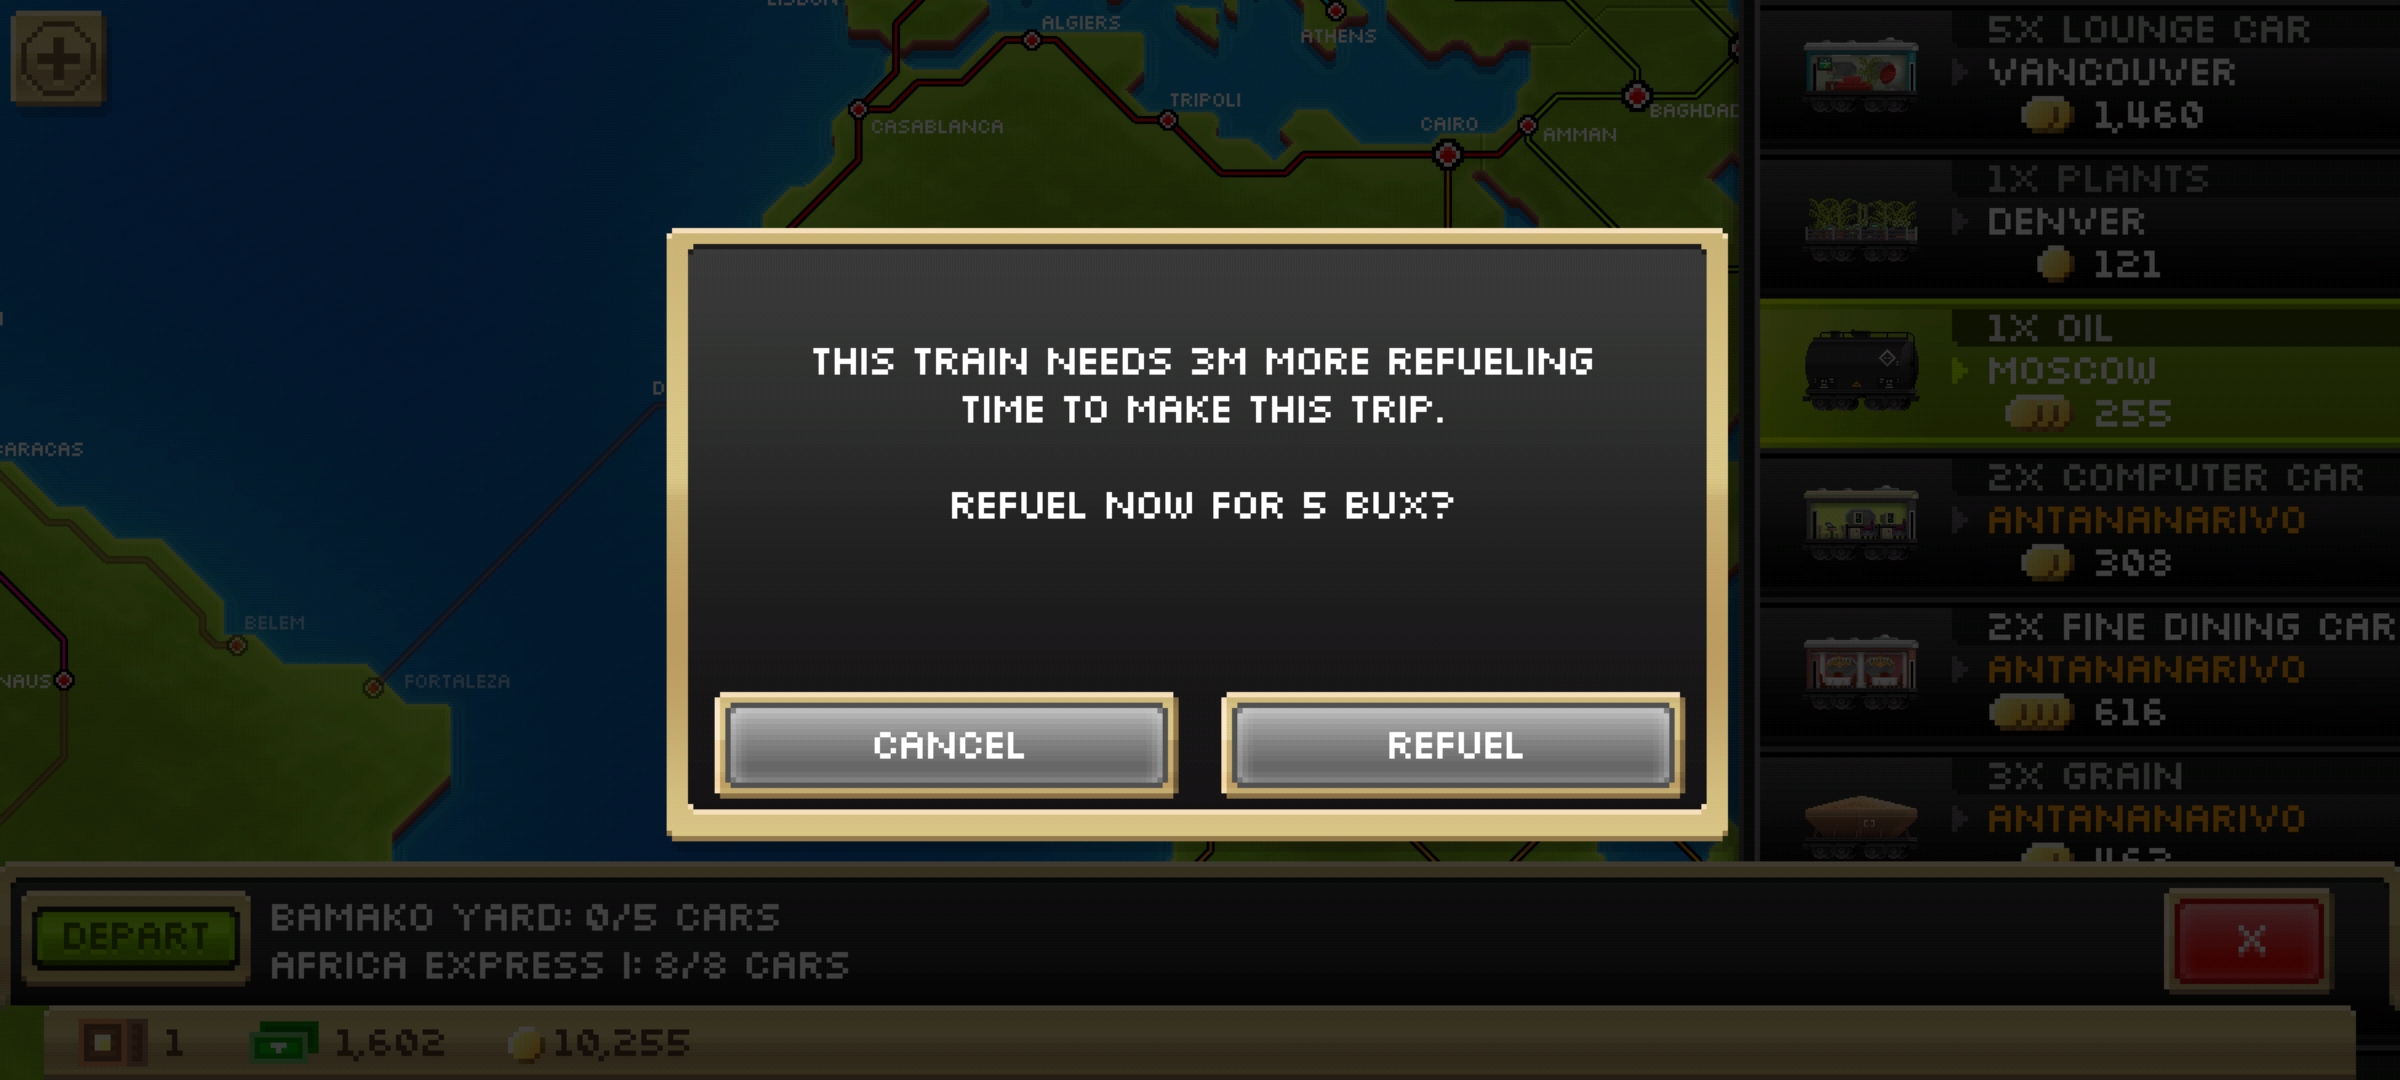 ALGIERS
ATHENS
TRIPOLI
CASABLANCA
CAIRO
AMMAN
THIS TRAIN NEEDS 3M MORE REFUELING
TIME TO MAKE THIS TRIP.
REFUEL NOW FOR 5 BUX?
CANCEL
REFUEL
BELEM
FORTALEZA
5X LOUNGE CAR
VANCOUVER
1,460
1X PLANTS
DENVER
121
1X OIL
MOSCOW
255
2X COMPUTER CAR
ANTANANARIVO
308
2X FINE DINING CAR
ANTANANARIVO
616
3X GRAIN
ANTANANARIVO
DEPART
BAMAKO YARD: 0/5 CARS
AFRICA EXPRESS I: 8/8 CARS
X
1
1,602
10,255